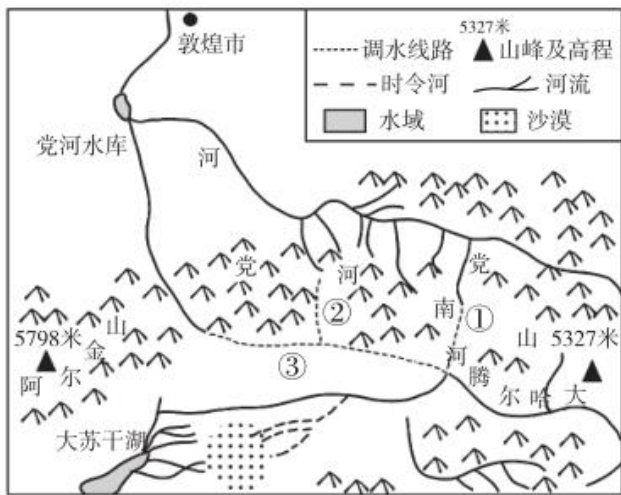 敦煌市
5327米
调水线路
山峰及高程
时令河
河流
水域
沙漠
党河水库
河
党
河
南
山
党
②
①
③
5798米
阿尔金山
5327米
大哈尔腾河
大苏干湖